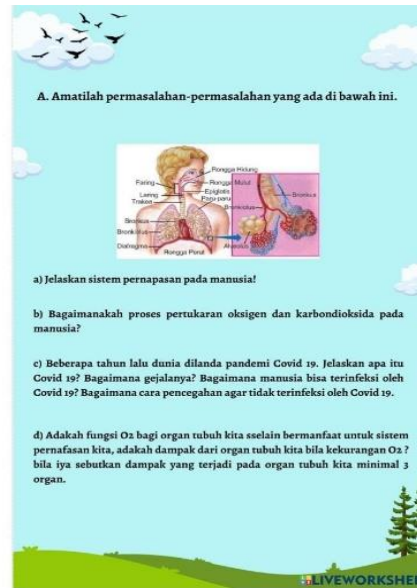 A. Amatilah permasalahan-permasalahan yang ada di bawah ini.
Rongga Hidung
Faring
Rongga Mulut
Laring
Epiglotis
Trakea
Paru-paru
Bronkus
Bronkiolus
Bronkus
Bronkiolus
Diafragma
Alveolus
Rongga Perut
a) Jelaskan sistem pernapasan pada manusia!
b) Bagaimanakah proses pertukaran oksigen dan karbondioksida pada
manusia?
c) Beberapa tahun lalu dunia dilanda pandemi Covid 19. Jelaskan apa itu
Covid 19? Bagaimana gejalanya? Bagaimana manusia bisa terinfeksi oleh
Covid 19? Bagaimana cara pencegahan agar tidak terinfeksi oleh Covid 19.
d) Adakah fungsi O2 bagi organ tubuh kita sselain bermanfaat untuk sistem
pernafasan kita, adakah dampak dari organ tubuh kita bila kekurangan O2 ?
bila iya sebutkan dampak yang terjadi pada organ tubuh kita minimal 3
organ.
LIVEWORKSHE